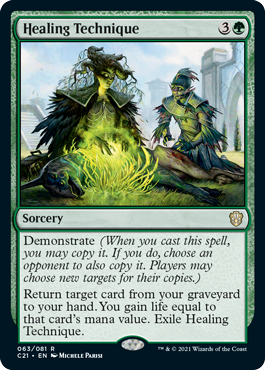 Healing Technique 3
Sorcery
Demonstrate (When you cast this spell,
you may copy it. If you do, choose an
opponent to also copy it. Players may
choose new targets for their copies.)
Return target card from your graveyard
to your hand. You gain life equal to
that card's mana value. Exile Healing
Technique.
063/081 R
C21 • EN MICHELE PARISI
™ & © 2021 Wizards of the Coast